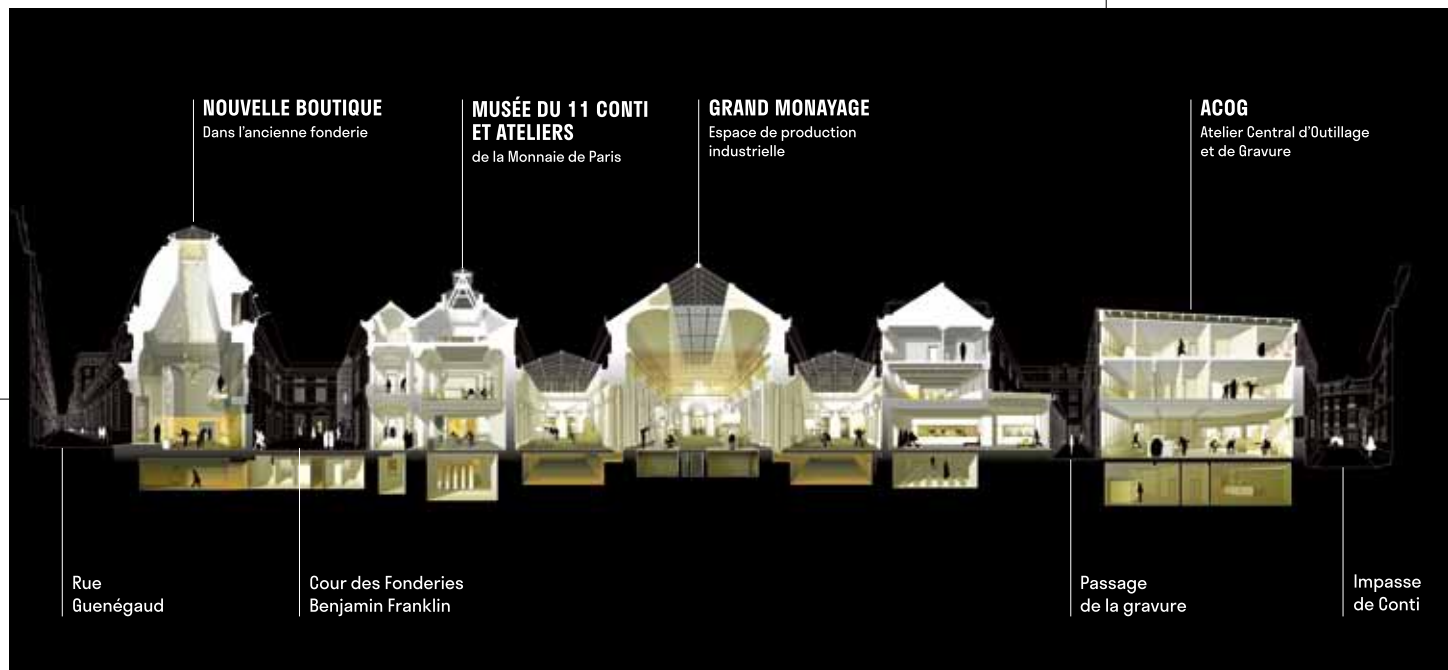 NOUVELLE BOUTIQUE
Dans l'ancienne fonderie
MUSÉE DU 11 CONTI
ET ATELIERS
de la Monnaie de Paris
GRAND MONAYAGE
Espace de production
industrielle
ACOG
Atelier Central d'Outillage
et de Gravure
Rue
Guenégaud
Cour des Fonderies
Benjamin Franklin
Passage
de la gravure
Impasse
de Conti